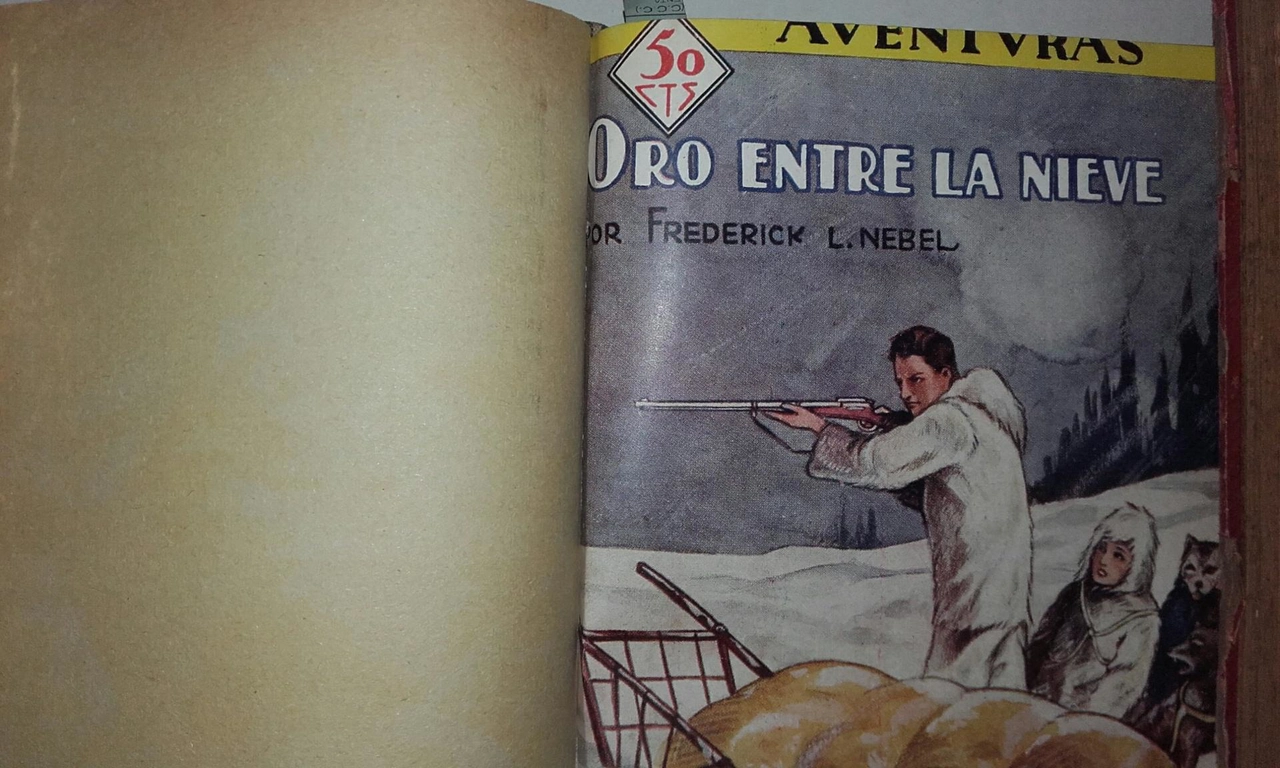 (C.C.C.)
AVENTVRAS
50
CTS
ORO ENTRE LA NIEVE
POR FREDERICK L. NEBEL